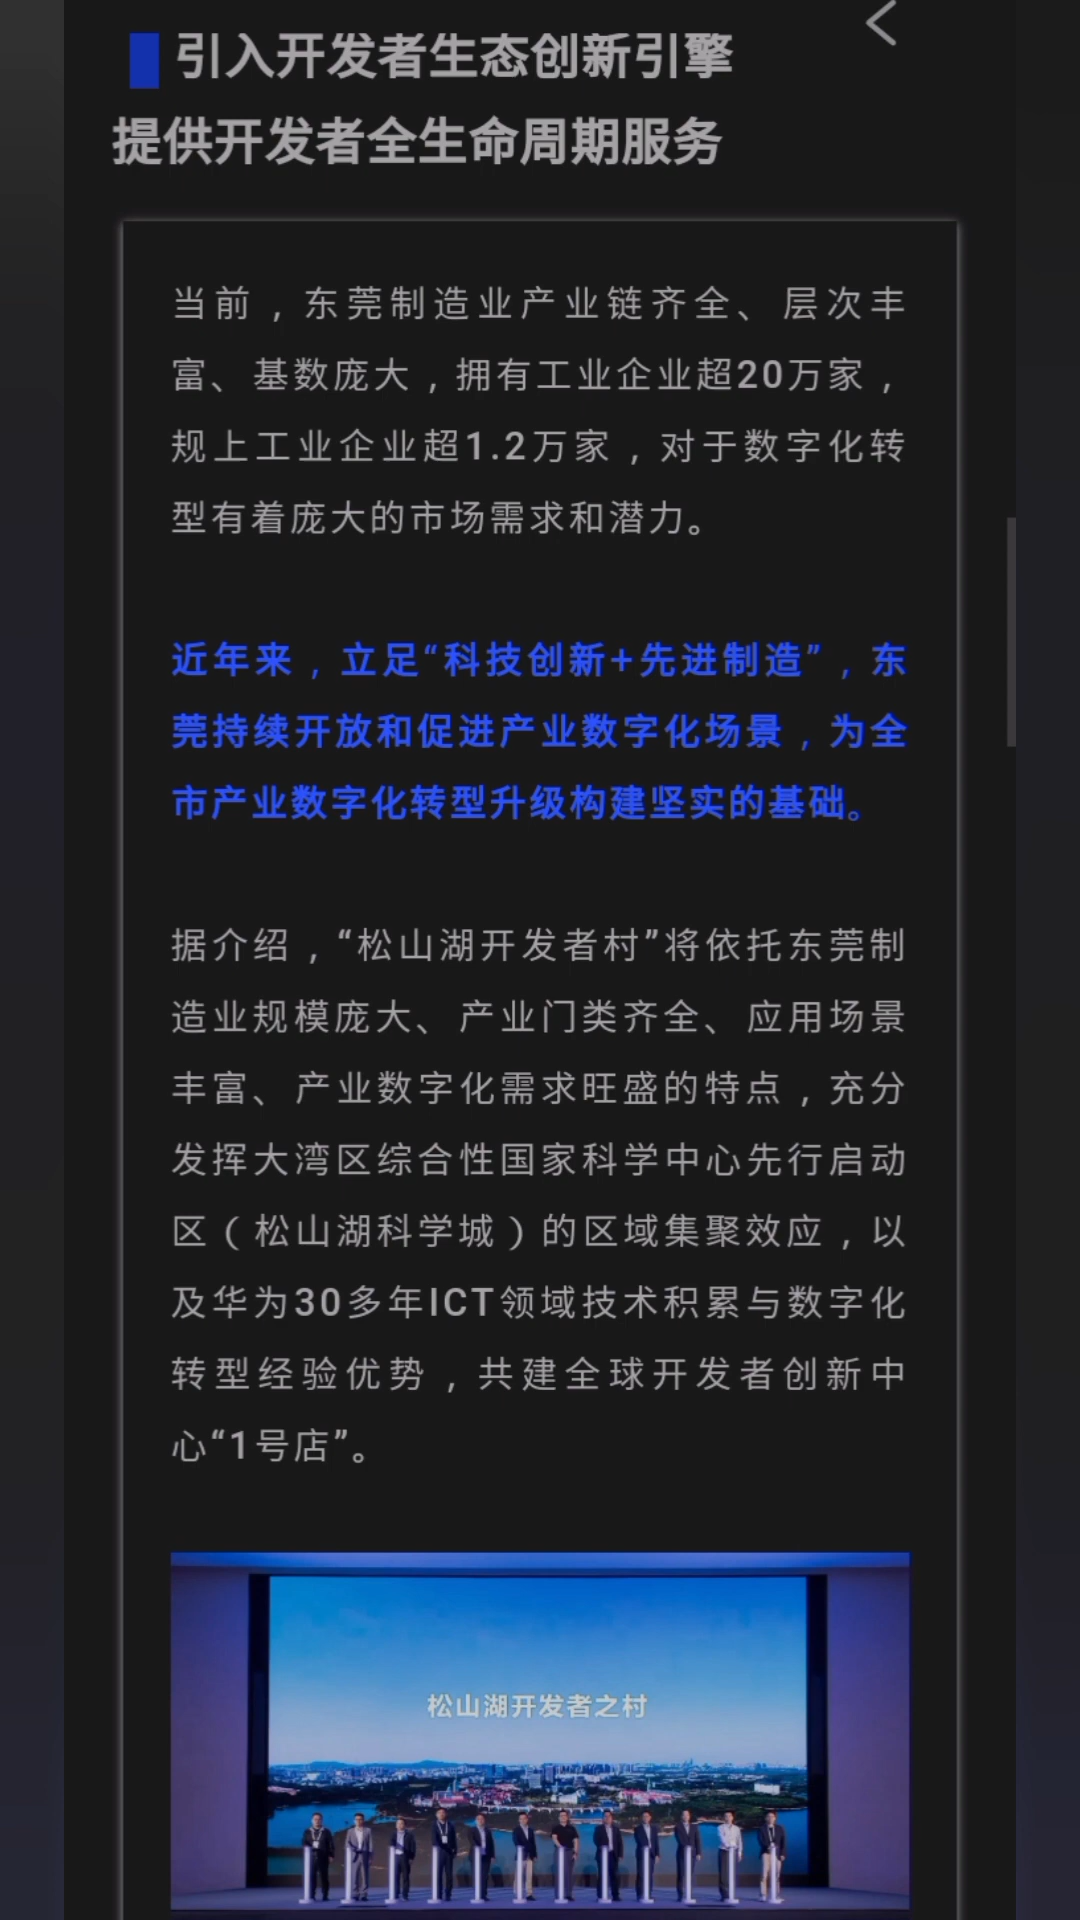 引入开发者生态创新引擎
提供开发者全生命周期服务
当前，东莞制造业产业链齐全、层次丰
富、基数庞大，拥有工业企业超20万家，
规上工业企业超1.2万家，对于数字化转
型有着庞大的市场需求和潜力。
近年来，立足“科技创新+先进制造”，东
莞持续开放和促进产业数字化场景，为全
市产业数字化转型升级构建坚实的基础。
据介绍，“松山湖开发者村”将依托东莞制
造业规模庞大、产业门类齐全、应用场景
丰富、产业数字化需求旺盛的特点，充分
发挥大湾区综合性国家科学中心先行启动
区（松山湖科学城）的区域集聚效应，以
及华为30多年ICT领域技术积累与数字化
转型经验优势，共建全球开发者创新中
心“1号店”。
松山湖开发者之村